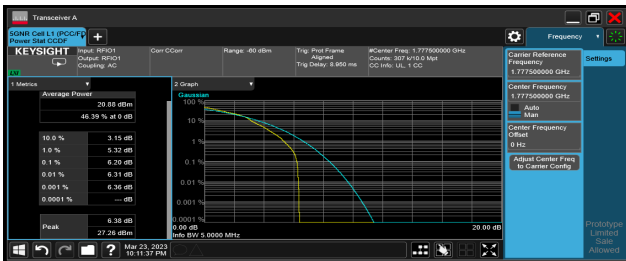 Transceiver A
5GNR Cell L1 (PCC/FD
Power Stat CCDF
Frequency
KEYSIGHT
Input: RFIO1
Output: RFIO1
Coupling: AC
Corr CCorr
Range: -60 dBm
Trig: Prot Frame
Aligned
Trig Delay: 8.950 ms
#Center Freq: 1.777500000 GHz
Counts: 307 k/10.0 Mpt
CC Info: UL, 1 CC
Carrier Reference
Frequency
1.777500000 GHz
Settings
1 Metrics
2 Graph
Center Frequency
1.777500000 GHz
Auto
Man
Center Frequency
Offset
0 Hz
Adjust Center Freq
to Carrier Config
Average Power
20.88 dBm
46.39 % at 0 dB
10.0 % 3.15 dB
1.0 % 5.32 dB
0.1 % 6.20 dB
0.01 % 6.31 dB
0.001 % 6.36 dB
0.0001 % --- dB
Peak
6.38 dB
27.26 dBm
Gaussian
100 %
10 %
1 %
0.1 %
0.01 %
0.001 %
0.0001 %
0.00 dB
20.00 dB
Info BW 5.0000 MHz
Mar 23, 2023
10:11:37 PM
Prototype
Limited
Sale
Allowed